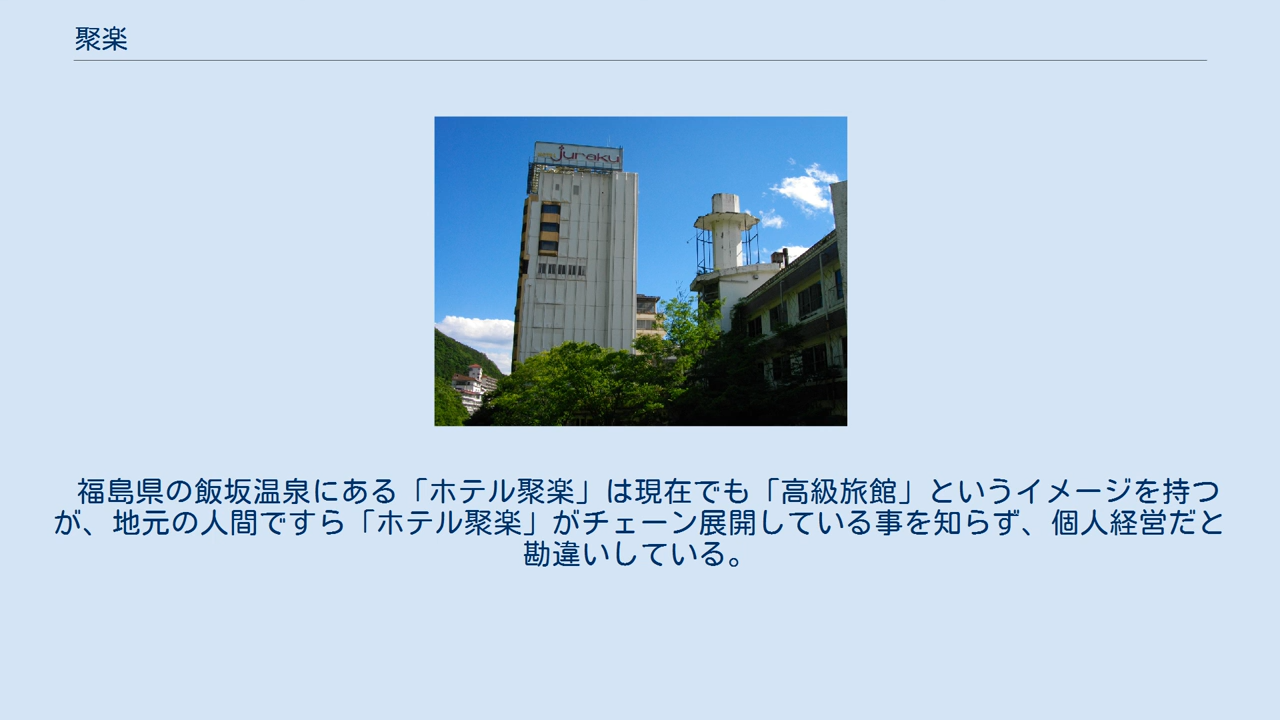 聚楽
juraku
福島県の飯坂温泉にある「ホテル聚楽」は現在でも「高級旅館」というイメージを持つ
が、地元の人間ですら「ホテル聚楽」がチェーン展開している事を知らず、個人経営だと
勘違いしている。